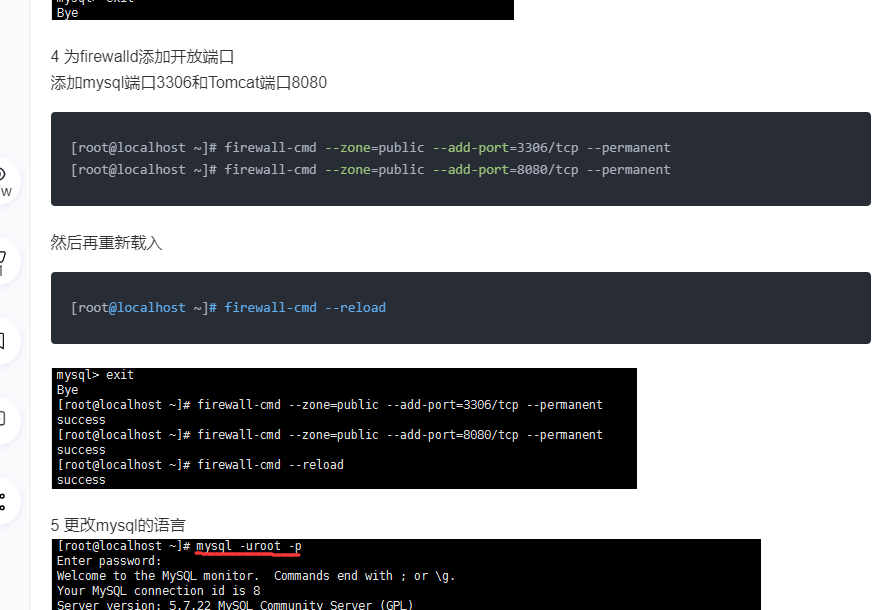 Bye
4 为firewalld添加开放端口
添加mysql端口3306和Tomcat端口8080
[root@localhost ~]# firewall-cmd --zone=public --add-port=3306/tcp --permanent
[root@localhost ~]# firewall-cmd --zone=public --add-port=8080/tcp --permanent
然后再重新载入
[root@localhost ~]# firewall-cmd --reload
mysql> exit
Bye
[root@localhost ~]# firewall-cmd --zone=public --add-port=3306/tcp --permanent
success
[root@localhost ~]# firewall-cmd --zone=public --add-port=8080/tcp --permanent
success
[root@localhost ~]# firewall-cmd --reload
success
5 更改mysql的语言
[root@localhost ~]# mysql -uroot -p
Enter password:
Welcome to the MySQL monitor.  Commands end with ; or \g.
Your MySQL connection id is 8
Server version: 5.7.22 MySQL Community Server (GPL)